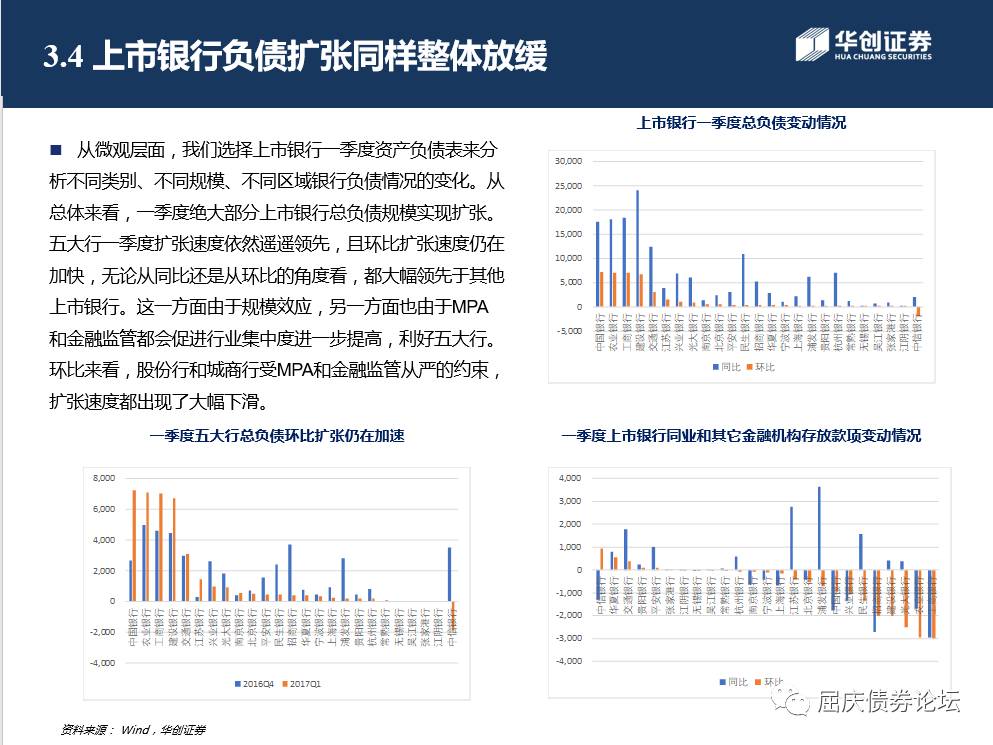 3.4 上市银行负债扩张同样整体放缓
华创证券
HUA CHUANG SECURITIES
■ 从微观层面，我们选择上市银行一季度资产负债表来分
析不同类别、不同规模、不同区域银行负债情况的变化。从
总体来看，一季度绝大部分上市银行总负债规模实现扩张。
五大行一季度扩张速度依然遥遥领先，且环比扩张速度仍在
加快，无论从同比还是从环比的角度看，都大幅领先于其他
上市银行。这一方面由于规模效应，另一方面也由于MPA
和金融监管都会促进行业集中度进一步提高，利好五大行。
环比来看，股份行和城商行受MPA和金融监管从严的约束，
扩张速度都出现了大幅下滑。
上市银行一季度总负债变动情况
30,000
25,000
20,000
15,000
10,000
5,000
0
-5,000
中国银行
农业银行
工商银行
建设银行
交通银行
江苏银行
兴业银行
光大银行
南京银行
北京银行
平安银行
民生银行
招商银行
华夏银行
宁波银行
上海银行
浦发银行
贵阳银行
杭州银行
常熟银行
无锡银行
吴江银行
张家港行
江阴银行
中信银行
同比 环比
一季度五大行总负债环比扩张仍在加速
8,000
6,000
4,000
2,000
0
-2,000
-4,000
中国银行
农业银行
工商银行
建设银行
交通银行
江苏银行
兴业银行
光大银行
南京银行
北京银行
平安银行
民生银行
招商银行
华夏银行
宁波银行
上海银行
浦发银行
贵阳银行
杭州银行
常熟银行
无锡银行
吴江银行
张家港行
江阴银行
中信银行
2016Q4 2017Q1
一季度上市银行同业和其它金融机构存放款项变动情况
4,000
3,000
2,000
1,000
0
-1,000
-2,000
-3,000
-4,000
中信银行
华夏银行
交通银行
贵阳银行
平安银行
张家港行
江阴银行
无锡银行
吴江银行
常熟银行
杭州银行
南京银行
宁波银行
上海银行
江苏银行
北京银行
浦发银行
中国银行
兴业银行
民生银行
招商银行
建设银行
光大银行
同比 环比
屈庆债券论坛
资料来源： Wind，华创证券